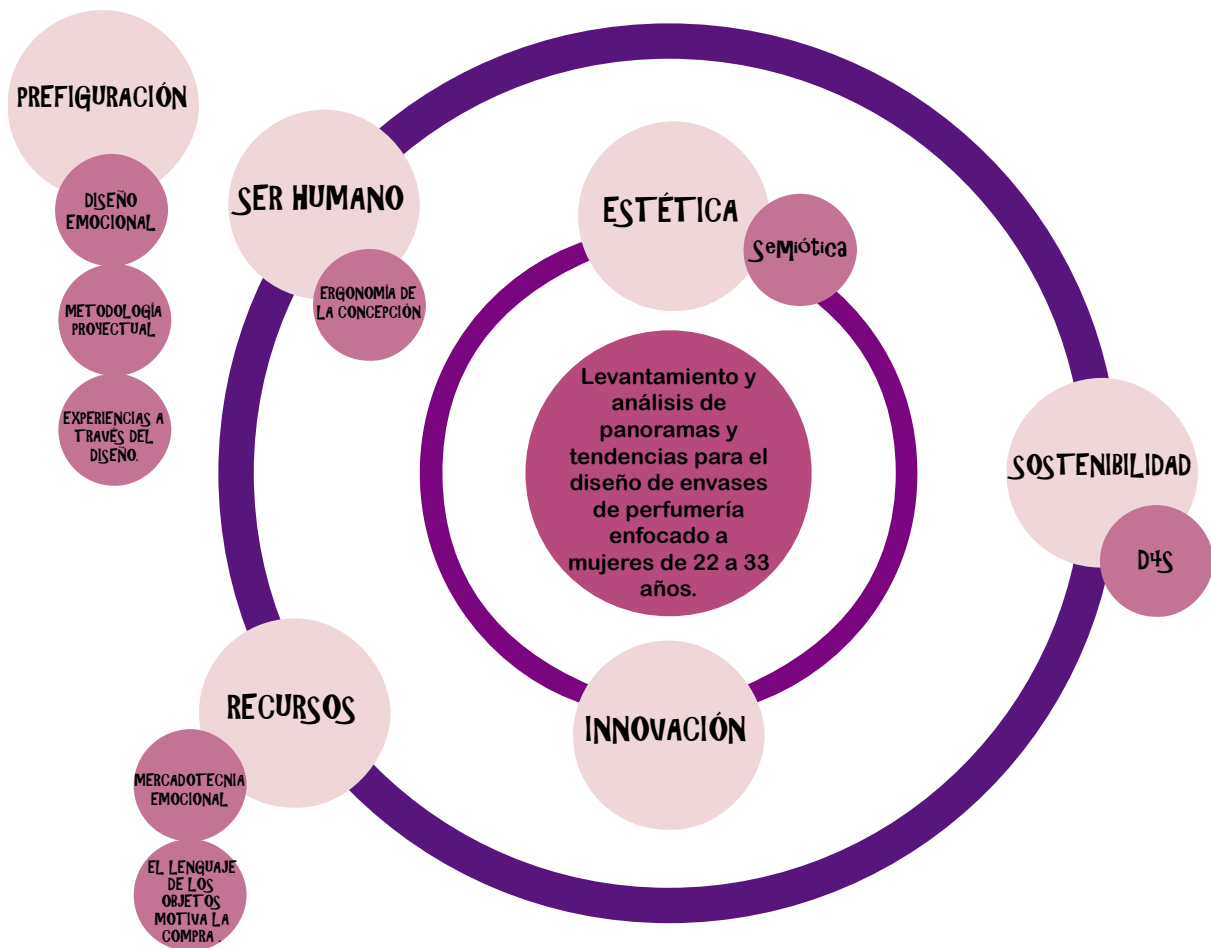 PREFIGURACIÓN
DISEÑO
EMOCIONAL
METODOLOGÍA
PROYECTUAL
EXPERIENCIAS A
TRAVÉS DEL
DISEÑO.
SER HUMANO
ERGONOMÍA DE
LA CONCEPCIÓN
ESTÉTICA
SeMiótica
Levantamiento y
análisis de
panoramas y
tendencias para el
diseño de envases
de perfumería
enfocado a
mujeres de 22 a 33
años.
SOSTENIBILIDAD
D4S
RECURSOS
MERCADOTECNIA
EMOCIONAL
EL LENGUAJE
DE LOS
OBJETOS
MOTIVA LA
COMPRA .
INNOVACIÓN